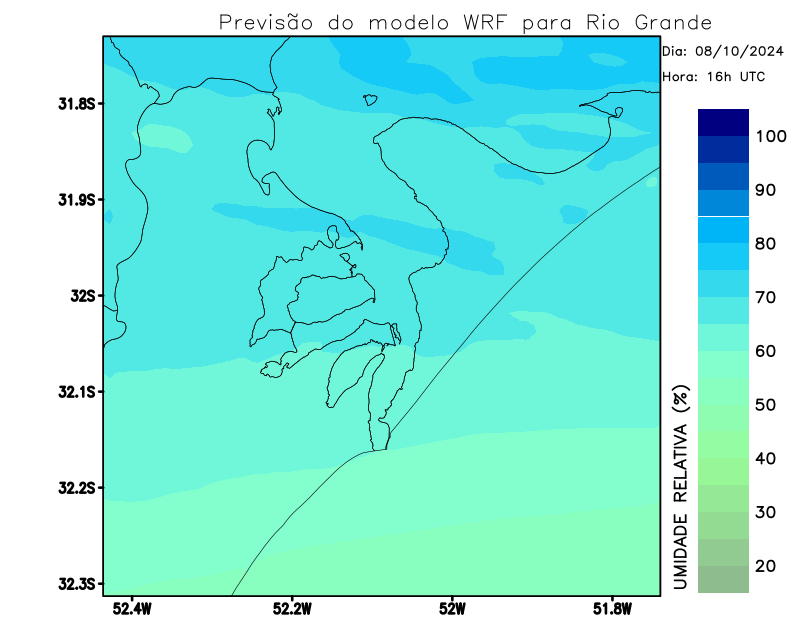 Previsão do modelo WRF para Rio Grande
Dia: 08/10/2024
Hora: 16h UTC
31.8S
31.9S
32S
32.1S
32.2S
32.3S
52.4W
52.2W
52W
51.8W
100
90
80
70
60
50
40
30
20
UMIDADE RELATIVA (%)